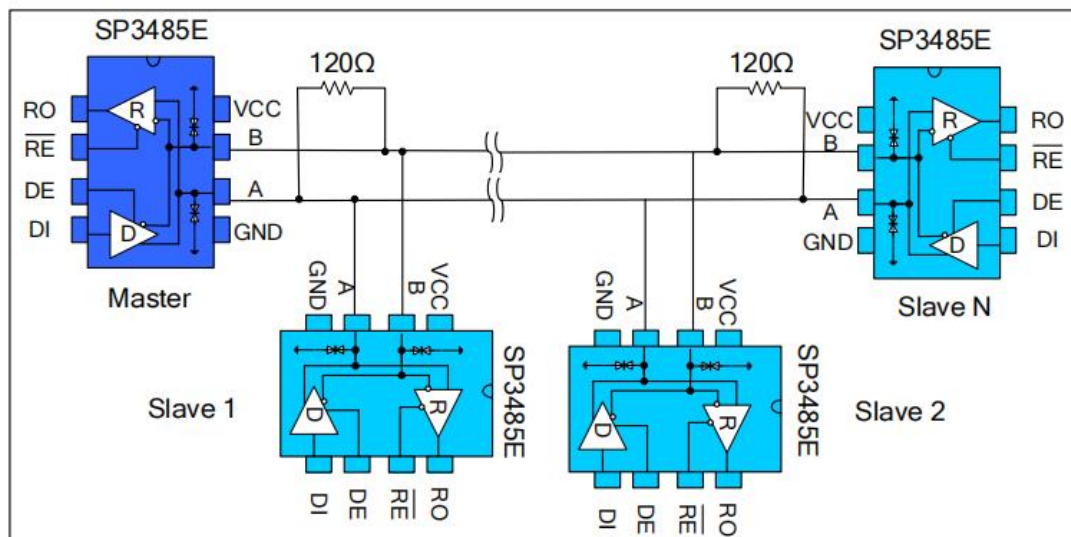 SP3485E
RO
R
VCC
RE
B
DE
A
DI
D
GND
Master
120Ω
120Ω
SP3485E
VCC
R
RO
B
RE
A
DE
GND
D
DI
Slave N
GND
A
B
VCC
SP3485E
D
R
DI
DE
RE
RO
Slave 1
GND
A
B
VCC
SP3485E
D
R
DI
DE
RE
RO
Slave 2